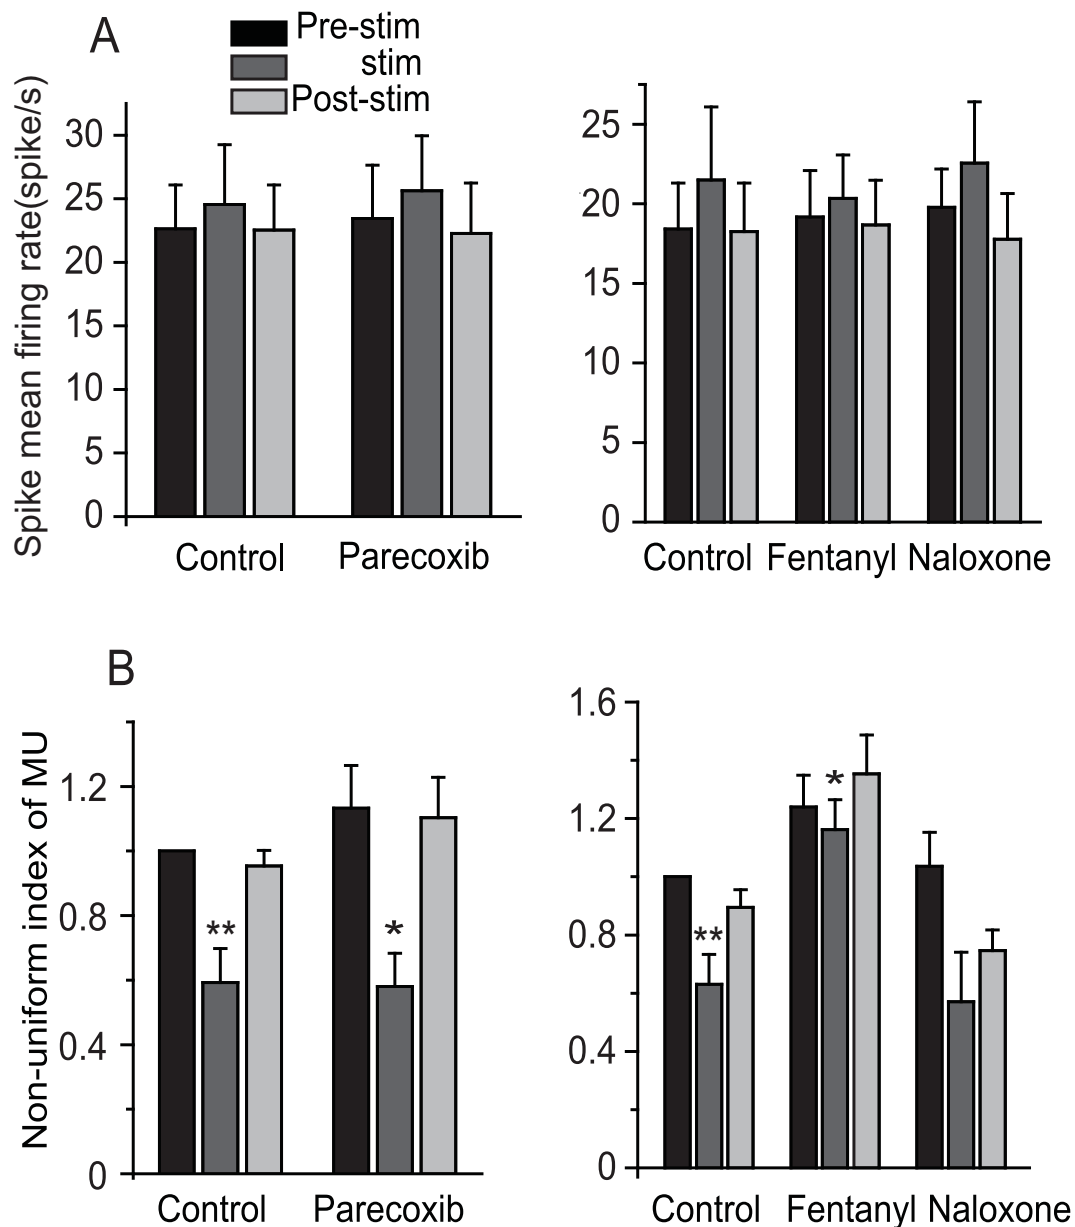 A
Pre-stim
stim
Post-stim
Spike mean firing rate(spike/s)
30
25
20
15
10
5
0
Control Parecoxib
25
20
15
10
5
0
Control Fentanyl Naloxone
B
Non-uniform index of MU
1.2
0.8
0.4
0
** *
Control Parecoxib
1.6
1.2
0.8
0.4
0
** *
Control Fentanyl Naloxone